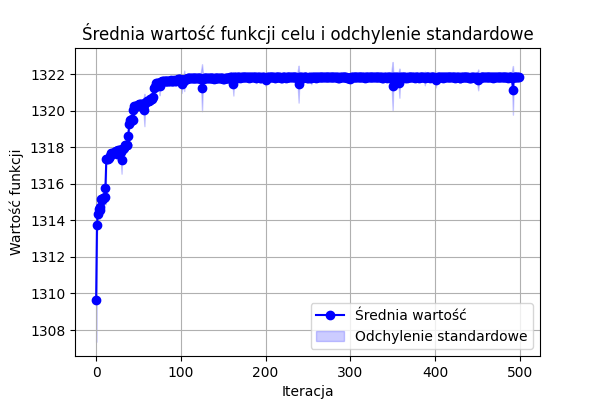 Średnia wartość funkcji celu i odchylenie standardowe
Wartość funkcji
1322
1320
1318
1316
1314
1312
1310
1308
Średnia wartość
Odchylenie standardowe
0
100
200
300
400
500
Iteracja